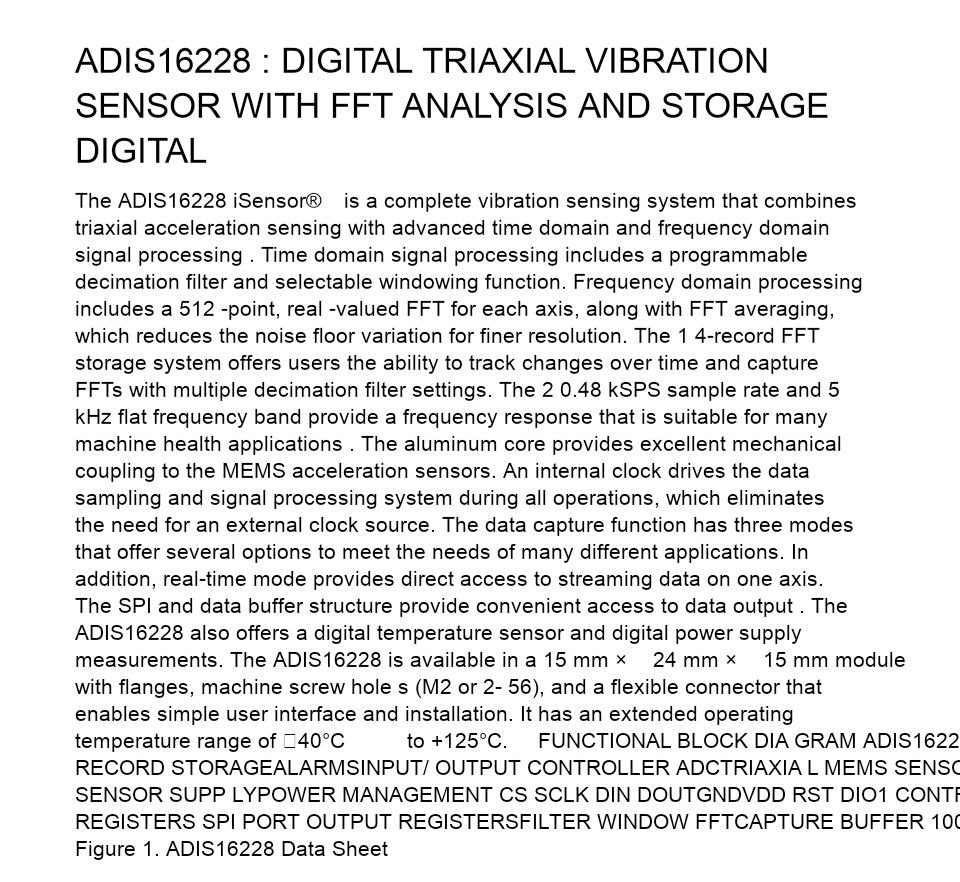 ADIS16228 : DIGITAL TRIAXIAL VIBRATION
SENSOR WITH FFT ANALYSIS AND STORAGE
DIGITAL
The ADIS16228 iSensor® is a complete vibration sensing system that combines
triaxial acceleration sensing with advanced time domain and frequency domain
signal processing . Time domain signal processing includes a programmable
decimation filter and selectable windowing function. Frequency domain processing
includes a 512 -point, real -valued FFT for each axis, along with FFT averaging,
which reduces the noise floor variation for finer resolution. The 1 4-record FFT
storage system offers users the ability to track changes over time and capture
FFTs with multiple decimation filter settings. The 2 0.48 kSPS sample rate and 5
kHz flat frequency band provide a frequency response that is suitable for many
machine health applications . The aluminum core provides excellent mechanical
coupling to the MEMS acceleration sensors. An internal clock drives the data
sampling and signal processing system during all operations, which eliminates
the need for an external clock source. The data capture function has three modes
that offer several options to meet the needs of many different applications. In
addition, real-time mode provides direct access to streaming data on one axis.
The SPI and data buffer structure provide convenient access to data output . The
ADIS16228 also offers a digital temperature sensor and digital power supply
measurements. The ADIS16228 is available in a 15 mm × 24 mm × 15 mm module
with flanges, machine screw hole s (M2 or 2- 56), and a flexible connector that
enables simple user interface and installation. It has an extended operating
temperature range of □40°C to +125°C. FUNCTIONAL BLOCK DIA GRAM ADIS1622
RECORD STORAGEALARMSINPUT/ OUTPUT CONTROLLER ADCTRIAXIA L MEMS SENSO
SENSOR SUPP LYPOWER MANAGEMENT CS SCLK DIN DOUTGNDVDD RST DIO1 CONT
REGISTERS SPI PORT OUTPUT REGISTERSFILTER WINDOW FFTCAPTURE BUFFER 100
Figure 1. ADIS16228 Data Sheet